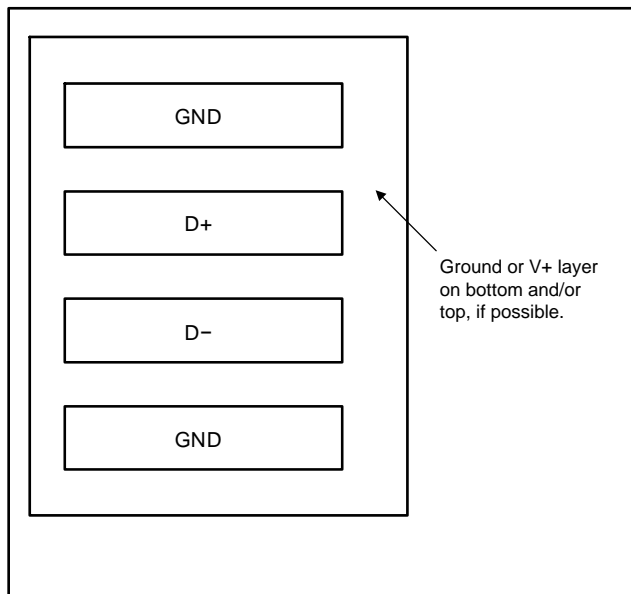 GND
D+
D−
GND
Ground or V+ layer
on bottom and/or
top, if possible.